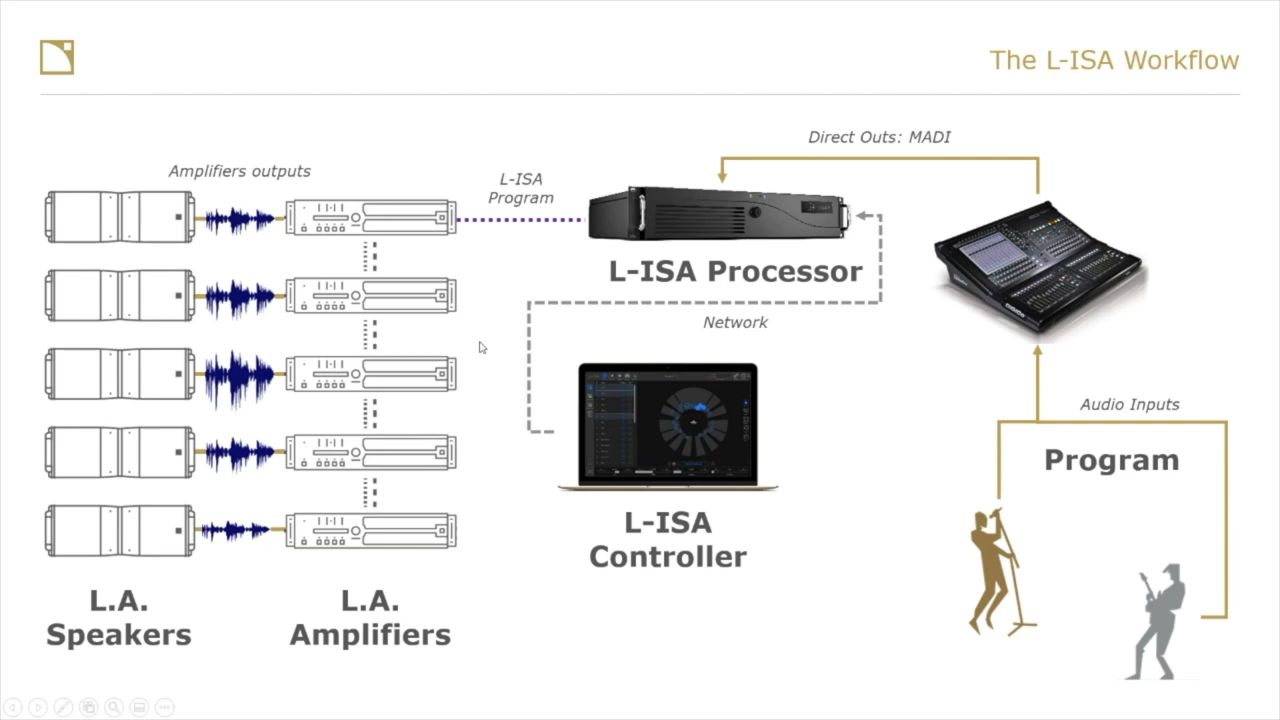 The L-ISA Workflow
Direct Outs: MADI
Amplifiers outputs
L-ISA
Program
L-ISA Processor
Network
Audio Inputs
Program
L-ISA
Controller
L.A.
Speakers
L.A.
Amplifiers